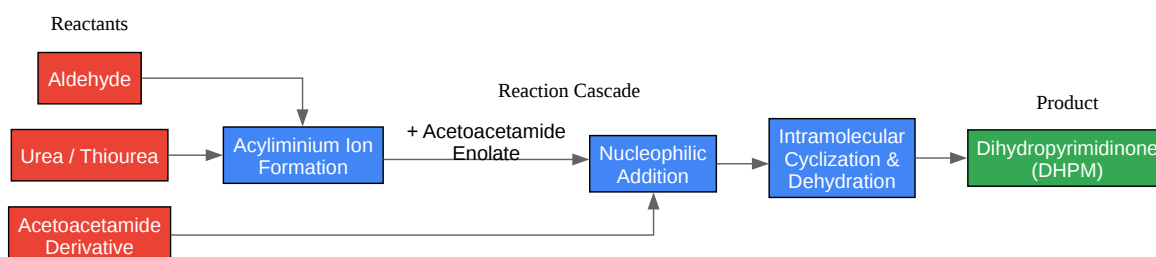 Reactants
Aldehyde
Reaction Cascade
Product
Urea / Thiourea
Acyliminium Ion
Formation
+ Acetoacetamide
Enolate
Nucleophilic
Addition
Intramolecular
Cyclization &
Dehydration
Dihydropyrimidinone
(DHPM)
Acetoacetamide
Derivative